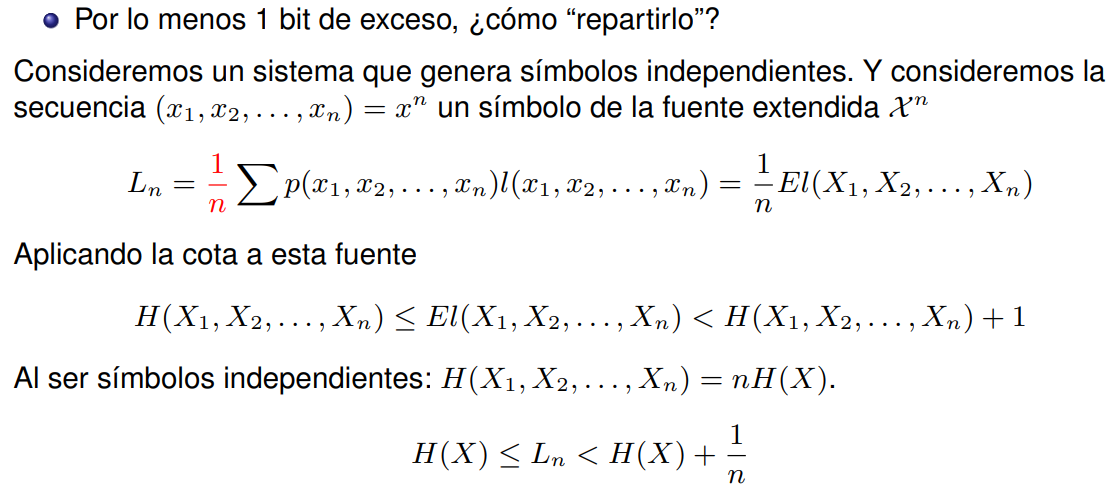 Por lo menos 1 bit de exceso, ¿cómo “repartirlo”?
Consideremos un sistema que genera símbolos independientes. Y consideremos la
secuencia (x₁, x₂, . . . , xₙ) = xⁿ un símbolo de la fuente extendida 𝒳ⁿ
Lₙ = 1/n ∑ p(x₁, x₂, . . . , xₙ)l(x₁, x₂, . . . , xₙ) = 1/n El(X₁, X₂, . . . , Xₙ)
Aplicando la cota a esta fuente
H(X₁, X₂, . . . , Xₙ) ≤ El(X₁, X₂, . . . , Xₙ) < H(X₁, X₂, . . . , Xₙ) + 1
Al ser símbolos independientes: H(X₁, X₂, . . . , Xₙ) = nH(X).
H(X) ≤ Lₙ < H(X) + 1/n